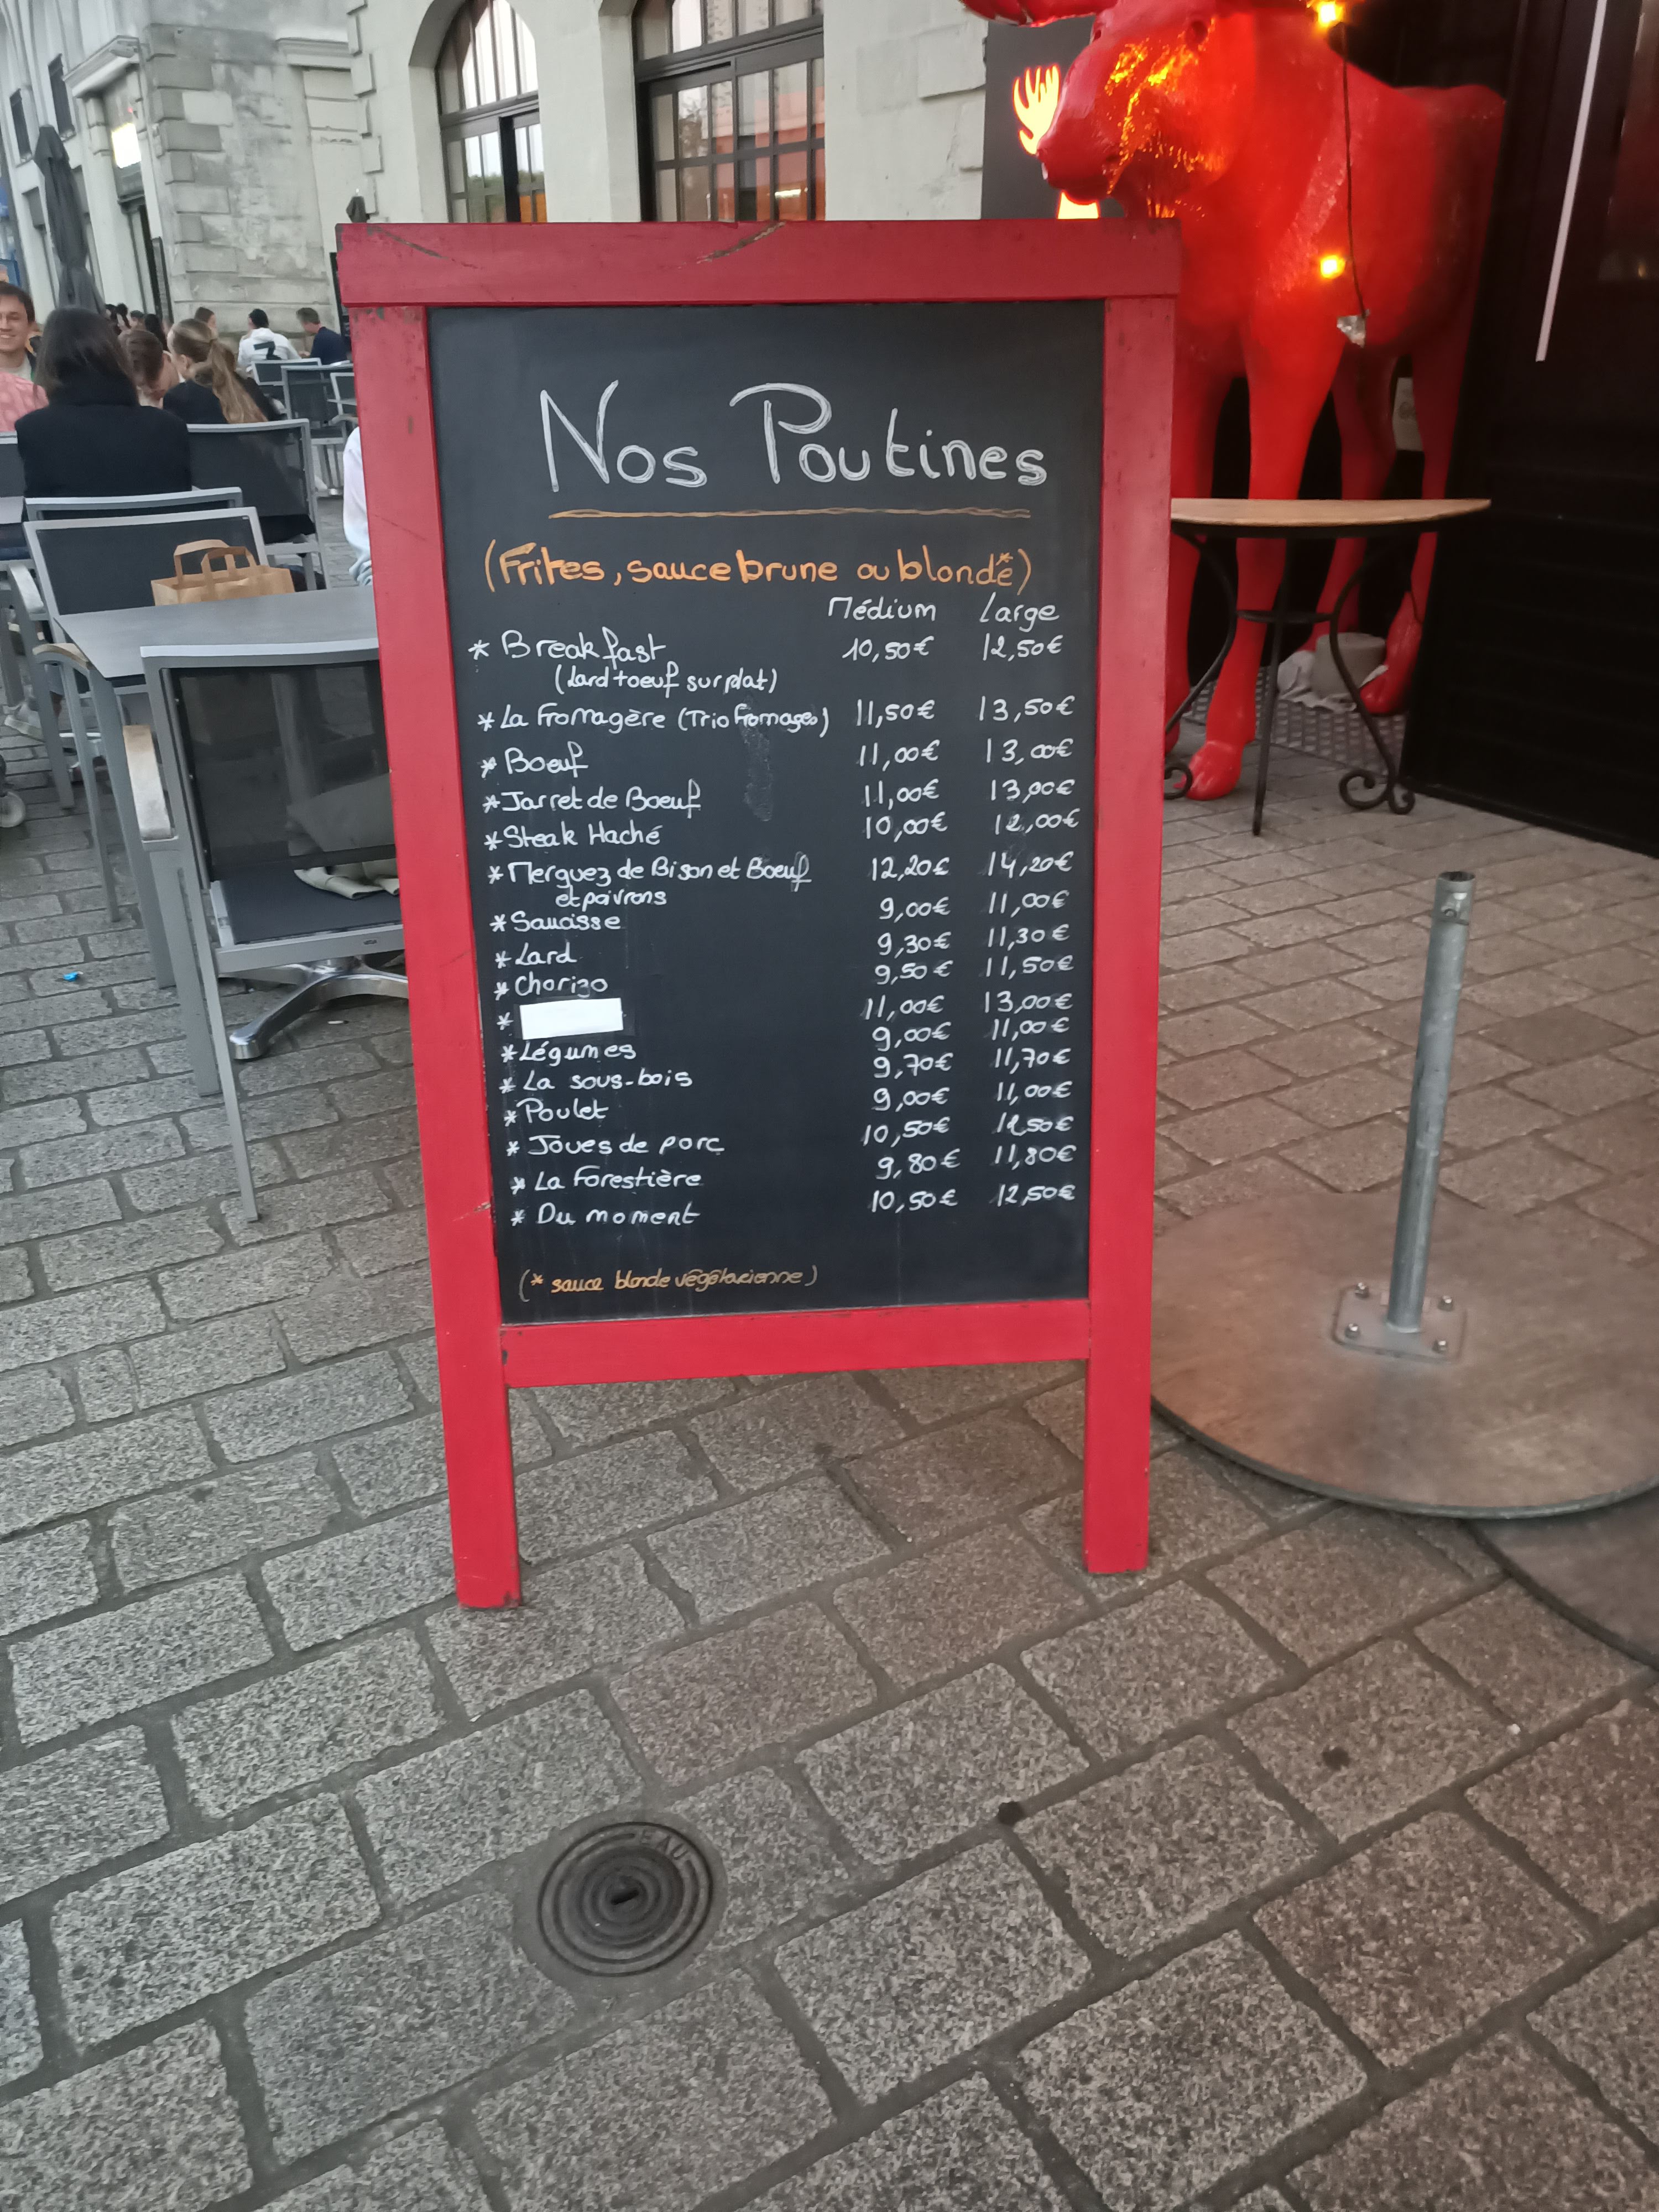 Nos Poutines
(Frites, sauce brune ou blonde*)
Médium Large
* Breakfast 10,50€ 12,50€
(Lard + oeuf sur plat)
* La Fromagère (Trio fromages) 11,50€ 13,50€
* Boeuf 11,00€ 13,00€
* Jarret de Boeuf 11,00€ 13,00€
* Steak Haché 10,00€ 12,00€
* Merguez de Bison et Boeuf 12,20€ 14,20€
et poivrons
* Saucisse 9,00€ 11,00€
* Lard 9,30€ 11,30€
* Chorizo 9,50€ 11,50€
* 11,00€ 13,00€
* Légumes 9,00€ 11,00€
* La sous-bois 9,70€ 11,70€
* Poulet 9,00€ 11,00€
* Joues de porc 10,50€ 12,50€
* La Forestière 9,80€ 11,80€
* Du moment 10,50€ 12,50€
(* sauce blonde végétarienne)
EAU